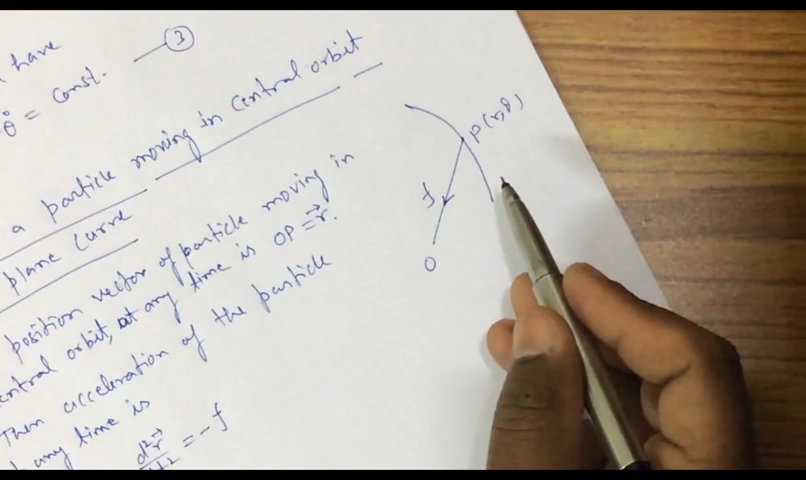 have
θ̇ = const. — ③
a particle moving in central orbit
plane curve
position vector of particle moving in
central orbit, at any time is OP = r⃗.
Then acceleration of the particle
at any time is
d²r⃗/dt² = -f
P(r,θ)
f
O